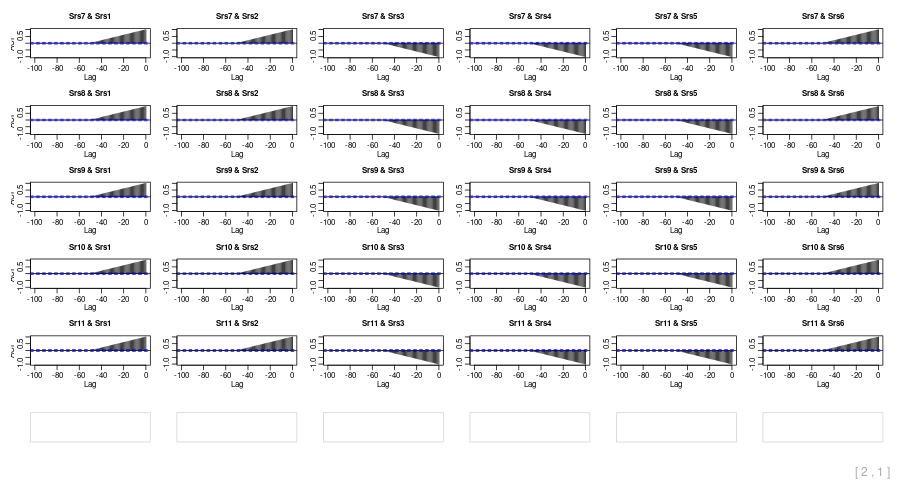 Srs7 & Srs1 Srs7 & Srs2 Srs7 & Srs3 Srs7 & Srs4 Srs7 & Srs5 Srs7 & Srs6
-1.0 0.5 -1.0 0.5 -1.0 0.5 -1.0 0.5 -1.0 0.5 -1.0 0.5
-100 -80 -60 -40 -20 0 -100 -80 -60 -40 -20 0 -100 -80 -60 -40 -20 0 -100 -80 -60 -40 -20 0 -100 -80 -60 -40 -20 0 -100 -80 -60 -40 -20 0
Lag Lag Lag Lag Lag Lag
Srs8 & Srs1 Srs8 & Srs2 Srs8 & Srs3 Srs8 & Srs4 Srs8 & Srs5 Srs8 & Srs6
-1.0 0.5 -1.0 0.5 -1.0 0.5 -1.0 0.5 -1.0 0.5 -1.0 0.5
-100 -80 -60 -40 -20 0 -100 -80 -60 -40 -20 0 -100 -80 -60 -40 -20 0 -100 -80 -60 -40 -20 0 -100 -80 -60 -40 -20 0 -100 -80 -60 -40 -20 0
Lag Lag Lag Lag Lag Lag
Srs9 & Srs1 Srs9 & Srs2 Srs9 & Srs3 Srs9 & Srs4 Srs9 & Srs5 Srs9 & Srs6
-1.0 0.5 -1.0 0.5 -1.0 0.5 -1.0 0.5 -1.0 0.5 -1.0 0.5
-100 -80 -60 -40 -20 0 -100 -80 -60 -40 -20 0 -100 -80 -60 -40 -20 0 -100 -80 -60 -40 -20 0 -100 -80 -60 -40 -20 0 -100 -80 -60 -40 -20 0
Lag Lag Lag Lag Lag Lag
Sr10 & Srs1 Sr10 & Srs2 Sr10 & Srs3 Sr10 & Srs4 Sr10 & Srs5 Sr10 & Srs6
-1.0 0.5 -1.0 0.5 -1.0 0.5 -1.0 0.5 -1.0 0.5 -1.0 0.5
-100 -80 -60 -40 -20 0 -100 -80 -60 -40 -20 0 -100 -80 -60 -40 -20 0 -100 -80 -60 -40 -20 0 -100 -80 -60 -40 -20 0 -100 -80 -60 -40 -20 0
Lag Lag Lag Lag Lag Lag
Sr11 & Srs1 Sr11 & Srs2 Sr11 & Srs3 Sr11 & Srs4 Sr11 & Srs5 Sr11 & Srs6
-1.0 0.5 -1.0 0.5 -1.0 0.5 -1.0 0.5 -1.0 0.5 -1.0 0.5
-100 -80 -60 -40 -20 0 -100 -80 -60 -40 -20 0 -100 -80 -60 -40 -20 0 -100 -80 -60 -40 -20 0 -100 -80 -60 -40 -20 0 -100 -80 -60 -40 -20 0
Lag Lag Lag Lag Lag Lag
[ 2 , 1 ]